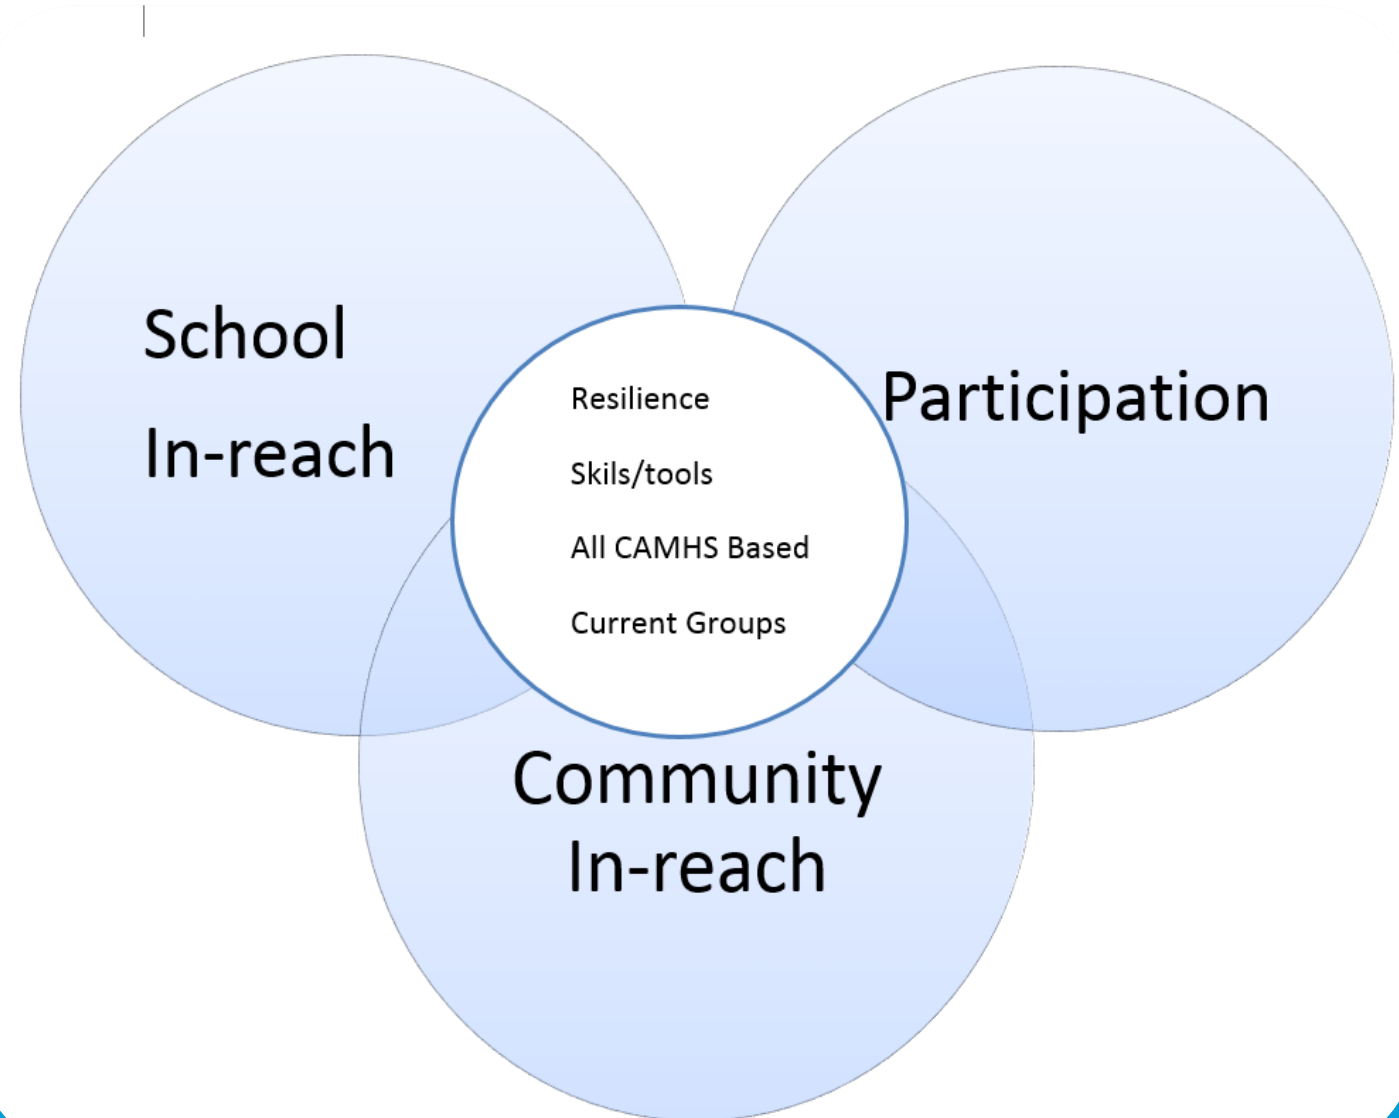 School
In-reach
Participation
Resilience
Skils/tools
All CAMHS Based
Current Groups
Community
In-reach